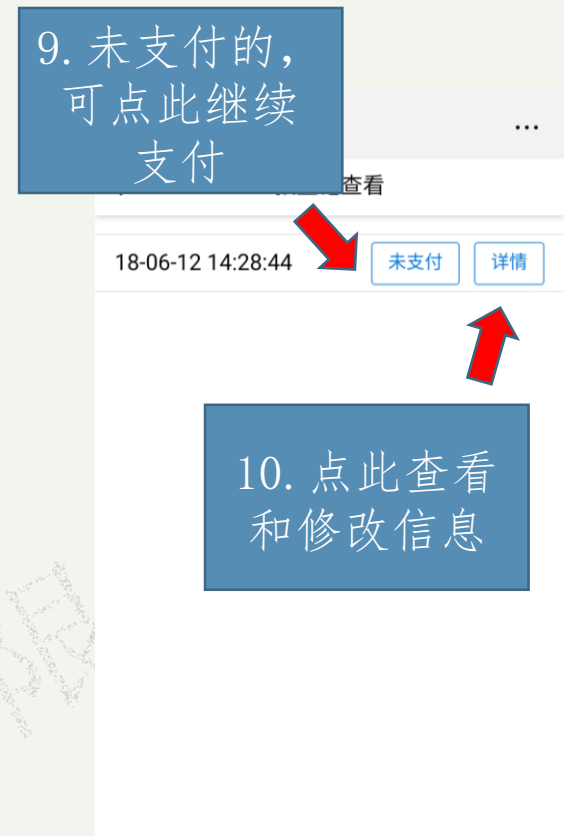 9. 未支付的，
可点此继续
支付
...
查看
18-06-12 14:28:44
未支付
详情
10. 点此查看
和修改信息